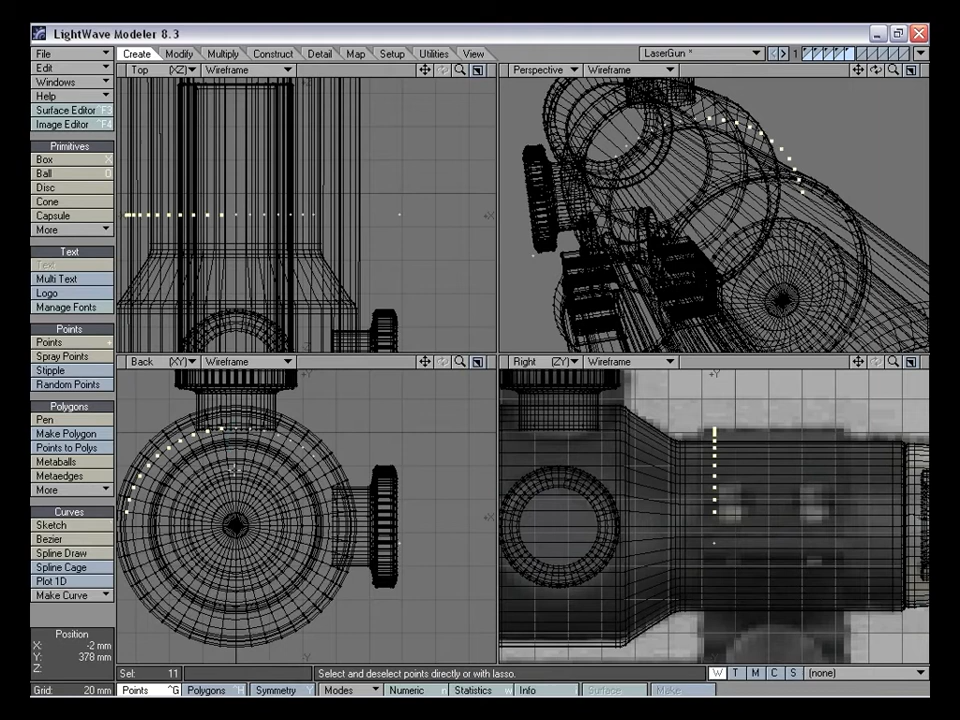 LightWave Modeler 8.3
File
Edit
Windows
Help
Surface Editor ^F3
Image Editor ^F4
Primitives
Box X
Ball O
Disc
Cone
Capsule
More
Text
Text
Multi Text
Logo
Manage Fonts
Points
Points +
Spray Points
Stipple
Random Points
Polygons
Pen
Make Polygon
Points to Polys
Metaballs
Metaedges
More
Curves
Sketch
Bezier
Spline Draw
Spline Cage
Plot 1D
Make Curve
Position
X: -2 mm
Y: 378 mm
Z:
Grid: 20 mm
Create Modify Multiply Construct Detail Map Setup Utilities View
LaserGun * 1
Top (XZ) Wireframe
Perspective Wireframe
Back (XY) Wireframe
Right (ZY) Wireframe
Sel: 11 Select and deselect points directly or with lasso. W T M C S (none)
Points ^G Polygons ^H Symmetry Y Modes Numeric n Statistics w Info i Surface q Make